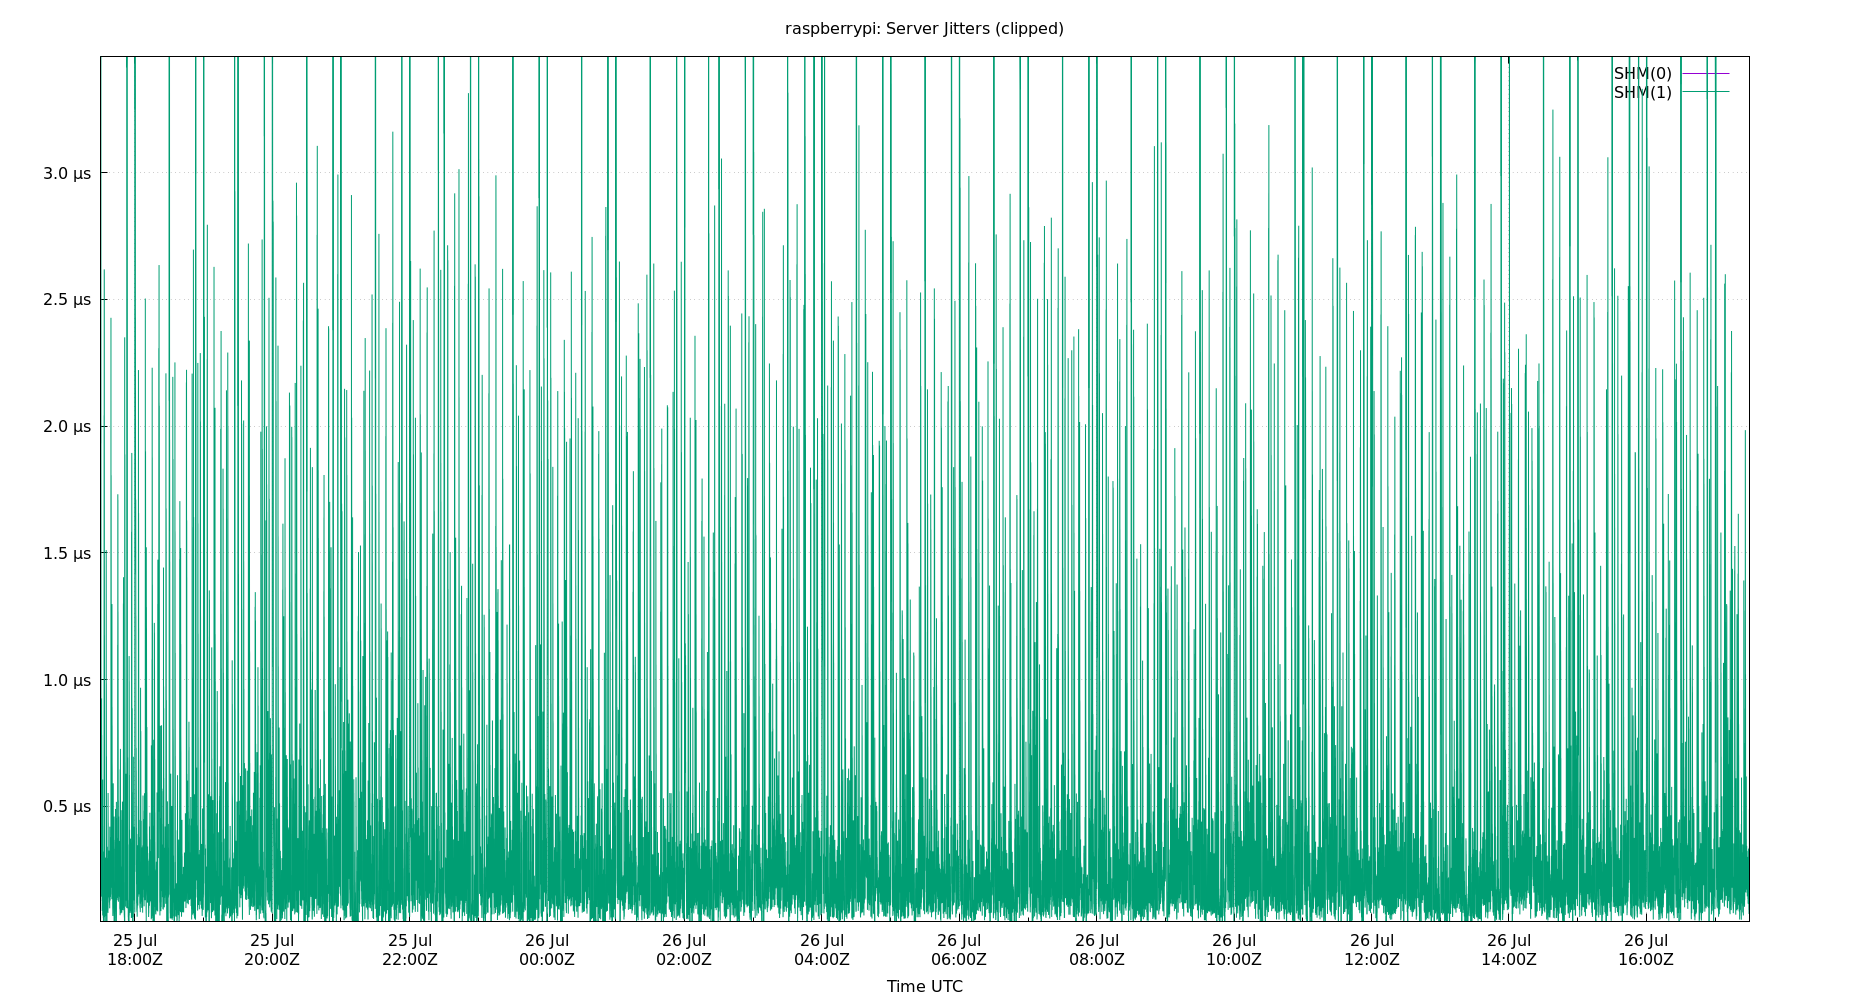 raspberrypi: Server Jitters (clipped)
SHM(0)
SHM(1)
3.0 µs
2.5 µs
2.0 µs
1.5 µs
1.0 µs
0.5 µs
25 Jul 25 Jul 25 Jul 26 Jul 26 Jul 26 Jul 26 Jul 26 Jul 26 Jul 26 Jul 26 Jul 26 Jul
18:00Z 20:00Z 22:00Z 00:00Z 02:00Z 04:00Z 06:00Z 08:00Z 10:00Z 12:00Z 14:00Z 16:00Z
Time UTC